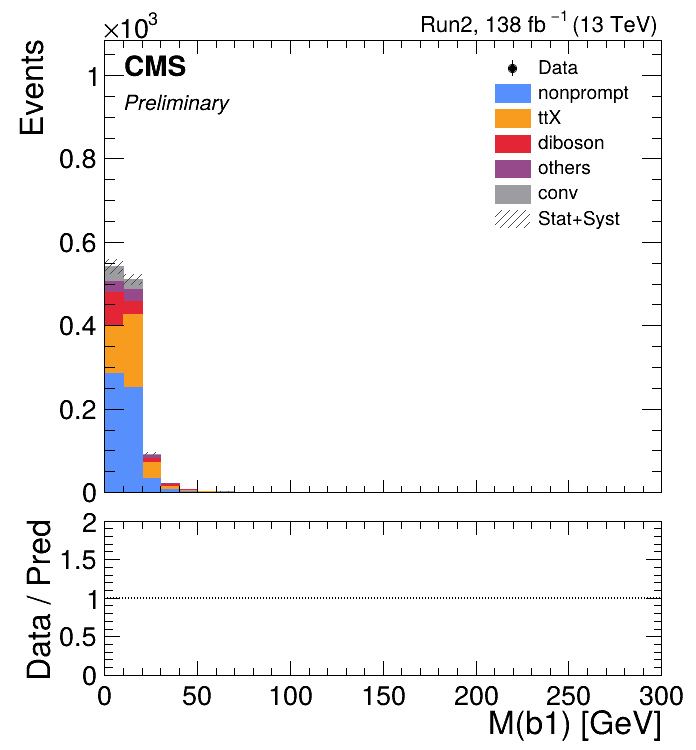 ×10³
Run2, 138 fb⁻¹ (13 TeV)
Events
CMS
Preliminary
Data
nonprompt
ttX
diboson
others
conv
Stat+Syst
1
0.8
0.6
0.4
0.2
0
Data / Pred
2
1.5
1
0.5
0
0 50 100 150 200 250 300
M(b1) [GeV]